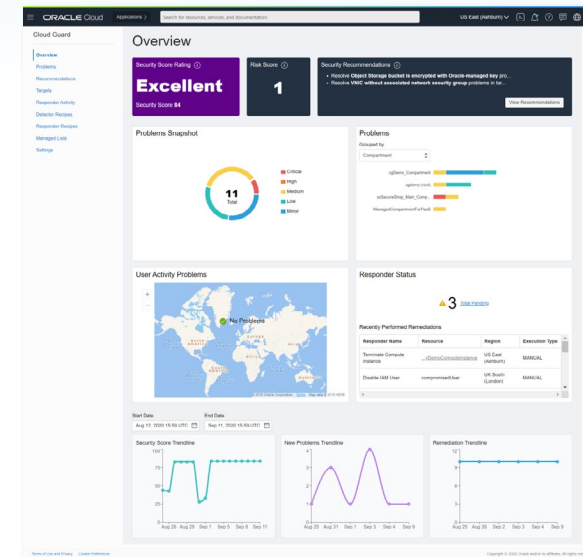 ORACLE Cloud
Applications >
Search for resources, services, and documentation
US East (Ashburn)
Cloud Guard
Overview
Problems
Recommendations
Targets
Responder Activity
Detector Recipes
Responder Recipes
Managed Lists
Settings
Overview
Security Score Rating
Excellent
Security Score 84
Risk Score
1
Security Recommendations
• Resolve Object Storage bucket is encrypted with Oracle-managed key pro...
• Resolve VNIC without associated network security group problems in tar...
View Recommendations
Problems Snapshot
11
Total
Critical
High
Medium
Low
Minor
Problems
Grouped by
Compartment
cgDemo_Compartment
cgdemo (root)
ManagedCompartmentForPaaS
User Activity Problems
+
−
No Problems
Responder Status
3 Total Pending
Recently Performed Remediations
Responder Name Resource Region Execution Type
Terminate Compute Instance ...vDemoComputeInstance US East (Ashburn) MANUAL
Disable IAM User compromisedUser UK South (London) MANUAL
Start Date
Aug 12, 2020 15:59 UTC
End Date
Sep 11, 2020 15:59 UTC
Security Score Trendline
100
75
50
25
0
Aug 26 Aug 29 Sep 1 Sep 5 Sep 8 Sep 11
New Problems Trendline
4
3
2
1
0
Aug 25 Aug 31 Sep 1 Sep 3 Sep 4 Sep 9
Remediation Trendline
12
9
6
3
0
Aug 25 Aug 26 Sep 2 Sep 3 Sep 4 Sep 9
Terms of Use and Privacy
Cookie Preferences